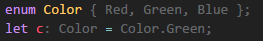 enum Color { Red, Green, Blue };
let c: Color = Color.Green;